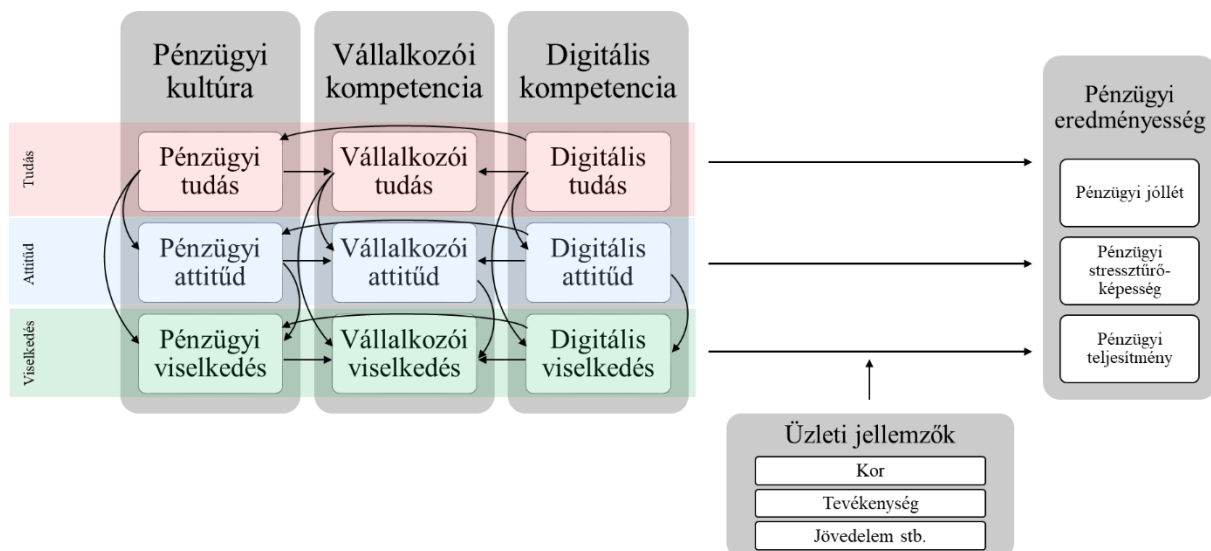 Pénzügyi
kultúra
Vállalkozói
kompetencia
Digitális
kompetencia
Tudás
Pénzügyi
tudás
Vállalkozói
tudás
Digitális
tudás
Attitűd
Pénzügyi
attitűd
Vállalkozói
attitűd
Digitális
attitűd
Viselkedés
Pénzügyi
viselkedés
Vállalkozói
viselkedés
Digitális
viselkedés
Pénzügyi
eredményesség
Pénzügyi jóllét
Pénzügyi
stressztűrő-
képesség
Pénzügyi
teljesítmény
Üzleti jellemzők
Kor
Tevékenység
Jövedelem stb.